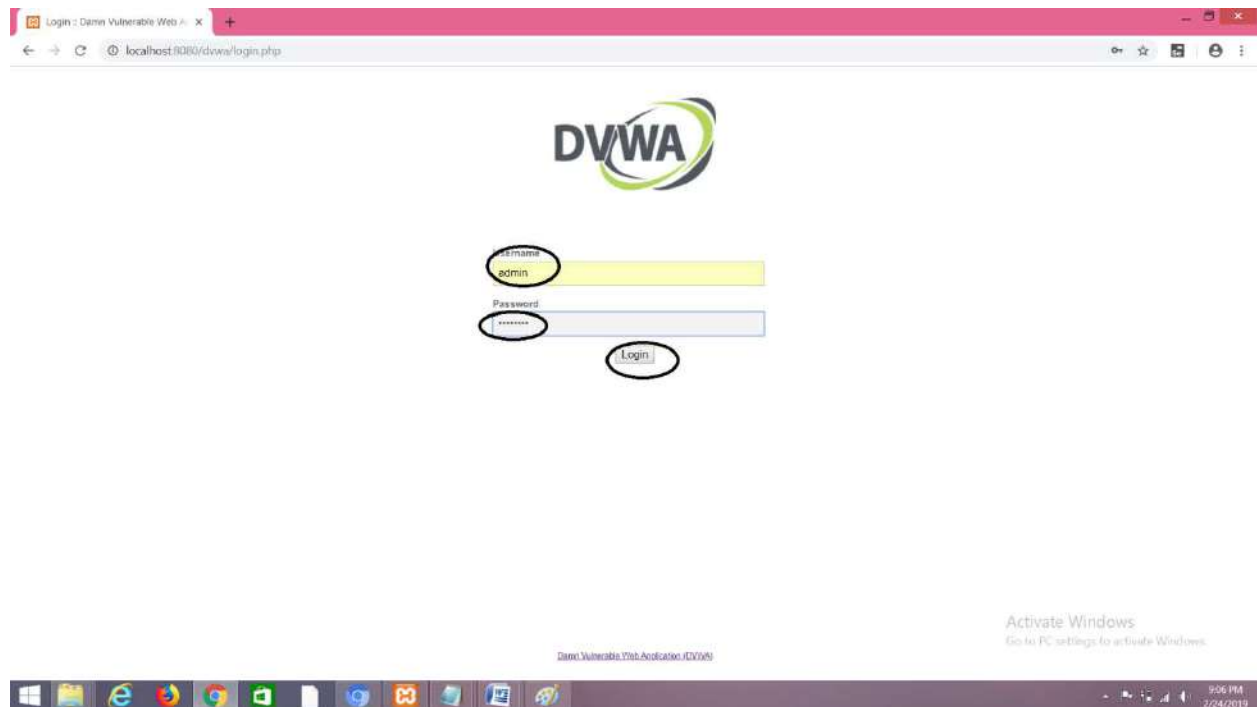 Login :: Damn Vulnerable Web A
localhost:8080/dvwa/login.php
DVWA
Username
admin
Password
Login
Activate Windows
Go to PC settings to activate Windows.
Damn Vulnerable Web Application (DVWA)
9:06 PM
2/24/2019